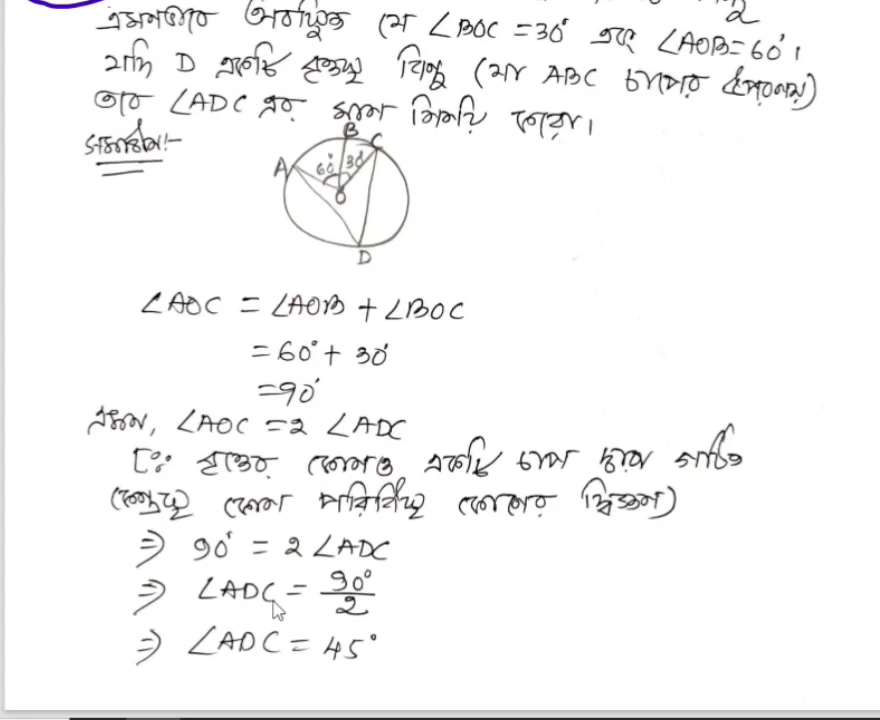 এমনভাবে অবস্থিত যে ∠BOC = 30° এবং ∠AOB = 60°।
যদি D একটি বৃত্তস্থ বিন্দু (যা ABC চাপের ওপর নয়)
তবে ∠ADC এর মান নির্ণয় করো।
সমাধান:-
B
C
A
60° 30°
O
D
∠AOC = ∠AOB + ∠BOC
= 60° + 30°
= 90°
এখন, ∠AOC = 2 ∠ADC
[∵ বৃত্তের কোনও একটি চাপ দ্বারা গঠিত
কেন্দ্রস্থ কোণ পরিধিস্থ কোণের দ্বিগুণ)
⇒ 90° = 2 ∠ADC
⇒ ∠ADC = 90°/2
⇒ ∠ADC = 45°